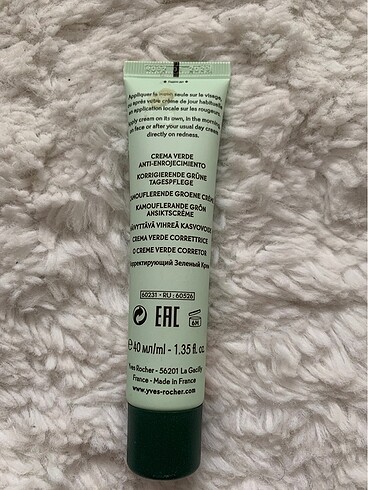 Appliquer le matin seule sur le visage,
ou après votre crème de jour habituelle
en application locale sur les rougeurs.
Apply cream on its own, in the morning
on face or after your usual day cream
directly on redness.
CREMA VERDE
ANTI-ENROJECIMIENTO
KORRIGIERENDE GRÜNE
TAGESPFLEGE
CAMOUFLERENDE GROENE CRÈME
KAMOUFLERANDE GRÖN
ANSIKTSCRÈME
HÄIVYTTÄVÄ VIHREÄ KASVOVOIDE
CREMA VERDE CORRETTRICE
O CREME VERDE CORRETOR
Корректирующий Зеленый Крем
60231 - RU : 60526
EAC
6M
e 40 мл/ml - 1.35 fl. oz.
Yves Rocher - 56201 La Gacilly
France - Made in France
www.yves-rocher.com